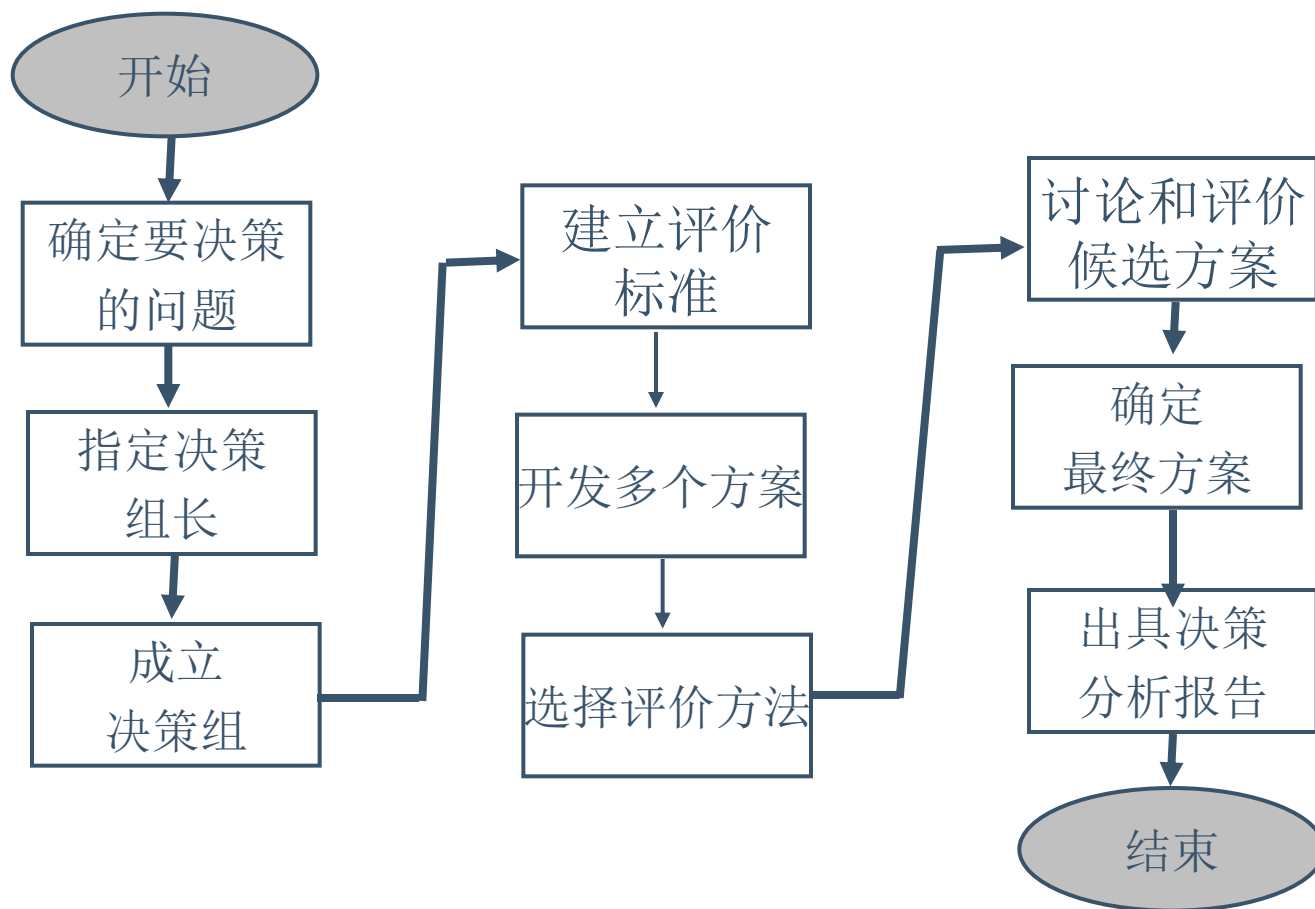 开始
确定要决策
的问题
指定决策
组长
成立
决策组
建立评价
标准
开发多个方案
选择评价方法
讨论和评价
候选方案
确定
最终方案
出具决策
分析报告
结束